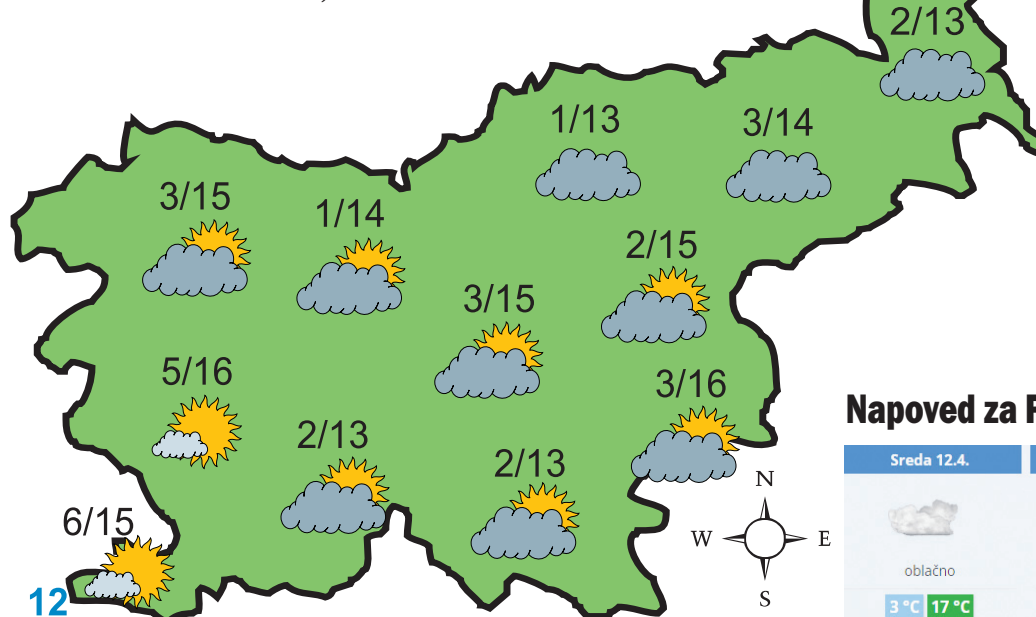 2/13
1/13
3/14
3/15
1/14
2/15
3/15
5/16
3/16
2/13
2/13
6/15
12
N
W
E
S
Napoved za
Sreda 12.4.
oblačno
3 °C 17 °C